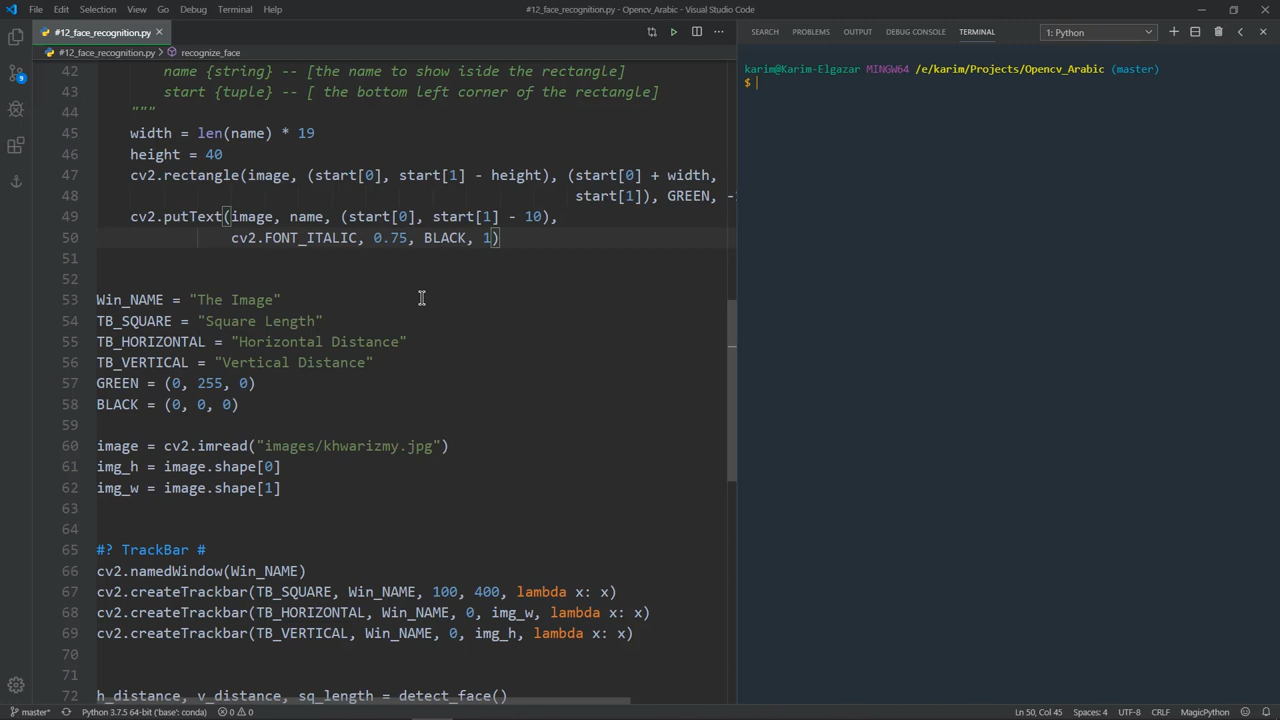 File Edit Selection View Go Debug Terminal Help
#12_face_recognition.py - Opencv_Arabic - Visual Studio Code
#12_face_recognition.py
#12_face_recognition.py > recognize_face
42 name {string} -- [the name to show iside the rectangle]
43 start {tuple} -- [ the bottom left corner of the rectangle]
44 """
45 width = len(name) * 19
46 height = 40
47 cv2.rectangle(image, (start[0], start[1] - height), (start[0] + width,
48 start[1]), GREEN, -
49 cv2.putText(image, name, (start[0], start[1] - 10),
50 cv2.FONT_ITALIC, 0.75, BLACK, 1)
51
52
53 Win_NAME = "The Image"
54 TB_SQUARE = "Square Length"
55 TB_HORIZONTAL = "Horizontal Distance"
56 TB_VERTICAL = "Vertical Distance"
57 GREEN = (0, 255, 0)
58 BLACK = (0, 0, 0)
59
60 image = cv2.imread("images/khwarizmy.jpg")
61 img_h = image.shape[0]
62 img_w = image.shape[1]
63
64
65 #? TrackBar #
66 cv2.namedWindow(Win_NAME)
67 cv2.createTrackbar(TB_SQUARE, Win_NAME, 100, 400, lambda x: x)
68 cv2.createTrackbar(TB_HORIZONTAL, Win_NAME, 0, img_w, lambda x: x)
69 cv2.createTrackbar(TB_VERTICAL, Win_NAME, 0, img_h, lambda x: x)
70
71
72 h_distance, v_distance, sq_length = detect_face()
SEARCH PROBLEMS OUTPUT DEBUG CONSOLE TERMINAL 1: Python
karim@Karim-Elgazar MINGW64 /e/karim/Projects/Opencv_Arabic (master)
$
9
master* Python 3.7.5 64-bit ('base': conda) 0 0 Ln 50, Col 45 Spaces: 4 UTF-8 CRLF MagicPython